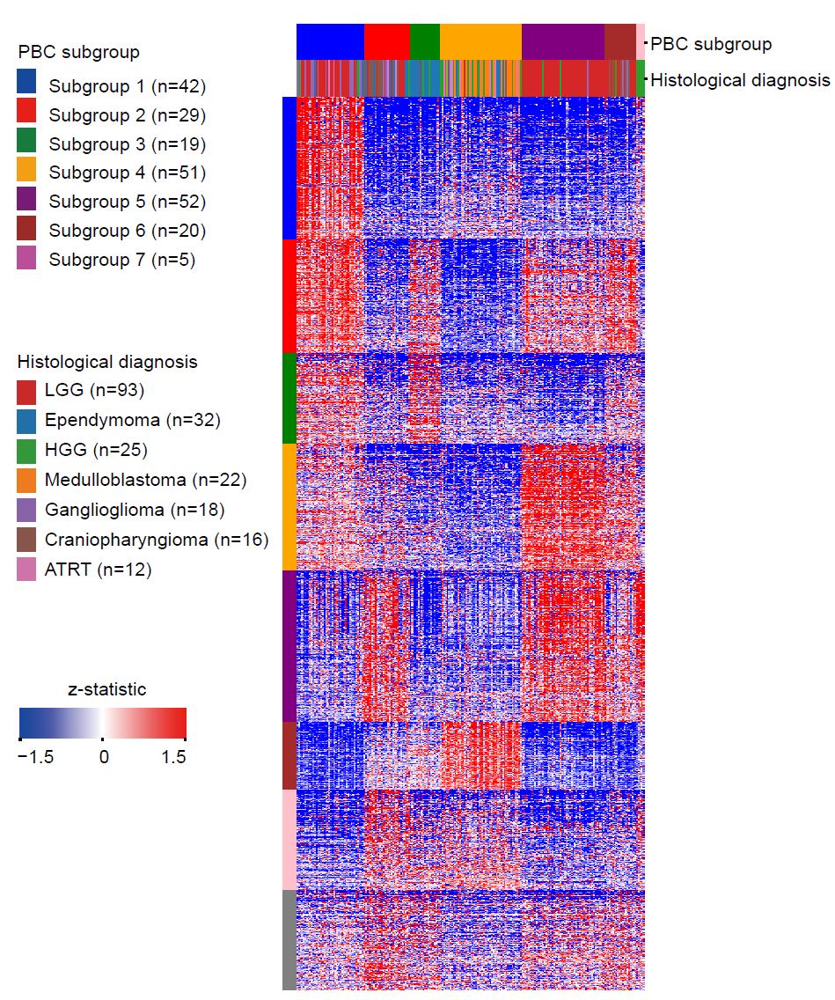 PBC subgroup
Subgroup 1 (n=42)
Subgroup 2 (n=29)
Subgroup 3 (n=19)
Subgroup 4 (n=51)
Subgroup 5 (n=52)
Subgroup 6 (n=20)
Subgroup 7 (n=5)
Histological diagnosis
LGG (n=93)
Ependymoma (n=32)
HGG (n=25)
Medulloblastoma (n=22)
Ganglioglioma (n=18)
Craniopharyngioma (n=16)
ATRT (n=12)
z-statistic
−1.5 0 1.5
PBC subgroup
Histological diagnosis